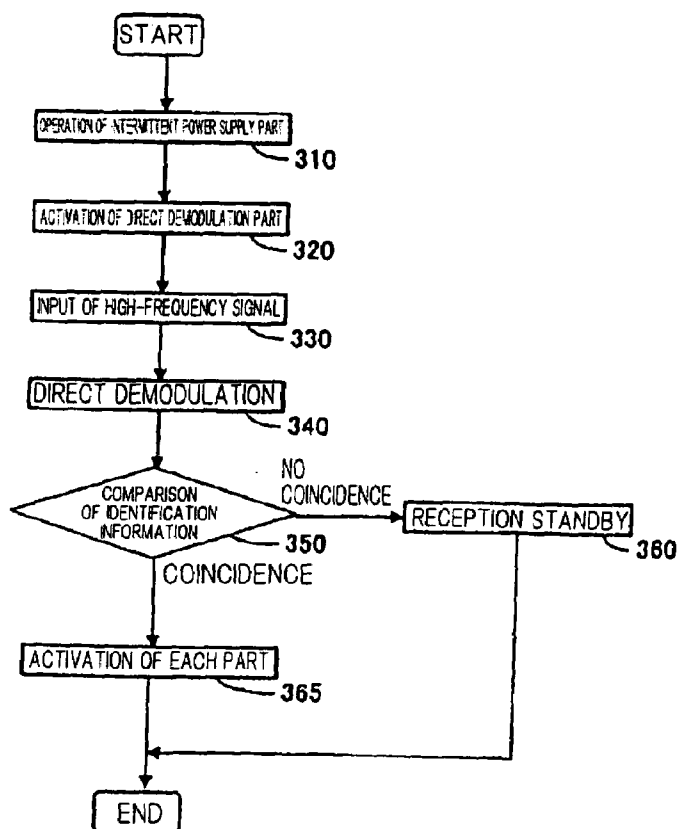 START
OPERATION OF INTERMITTENT POWER SUPPLY PART
310
ACTIVATION OF DIRECT DEMODULATION PART
320
INPUT OF HIGH-FREQUENCY SIGNAL
330
DIRECT DEMODULATION
340
COMPARISON
OF IDENTIFICATION
INFORMATION
350
NO
COINCIDENCE
RECEPTION STANDBY
360
COINCIDENCE
ACTIVATION OF EACH PART
365
END